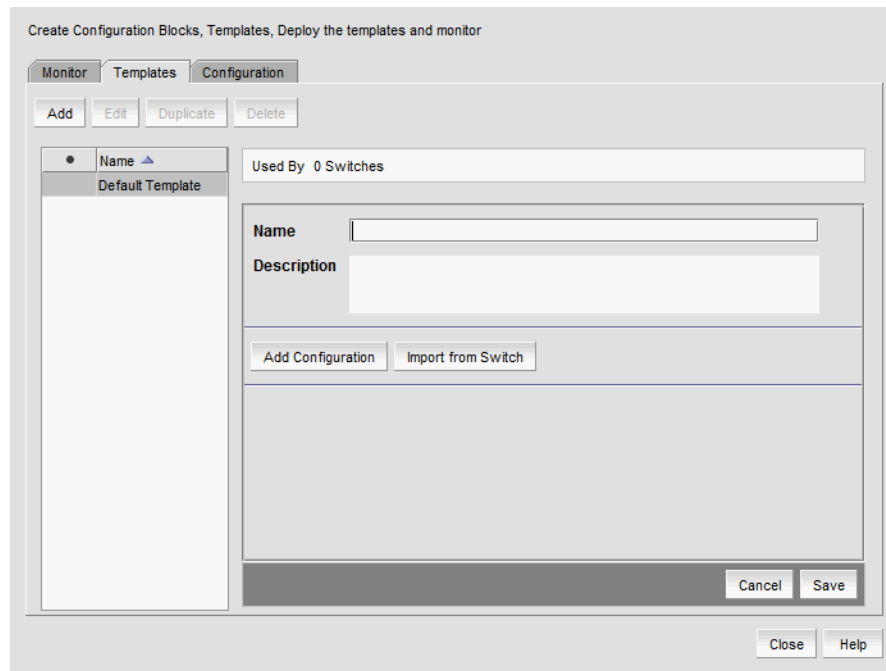 Create Configuration Blocks, Templates, Deploy the templates and monitor
Monitor Templates Configuration
Add Edit Duplicate Delete
Name
Default Template
Used By 0 Switches
Name
Description
Add Configuration Import from Switch
Cancel Save
Close Help